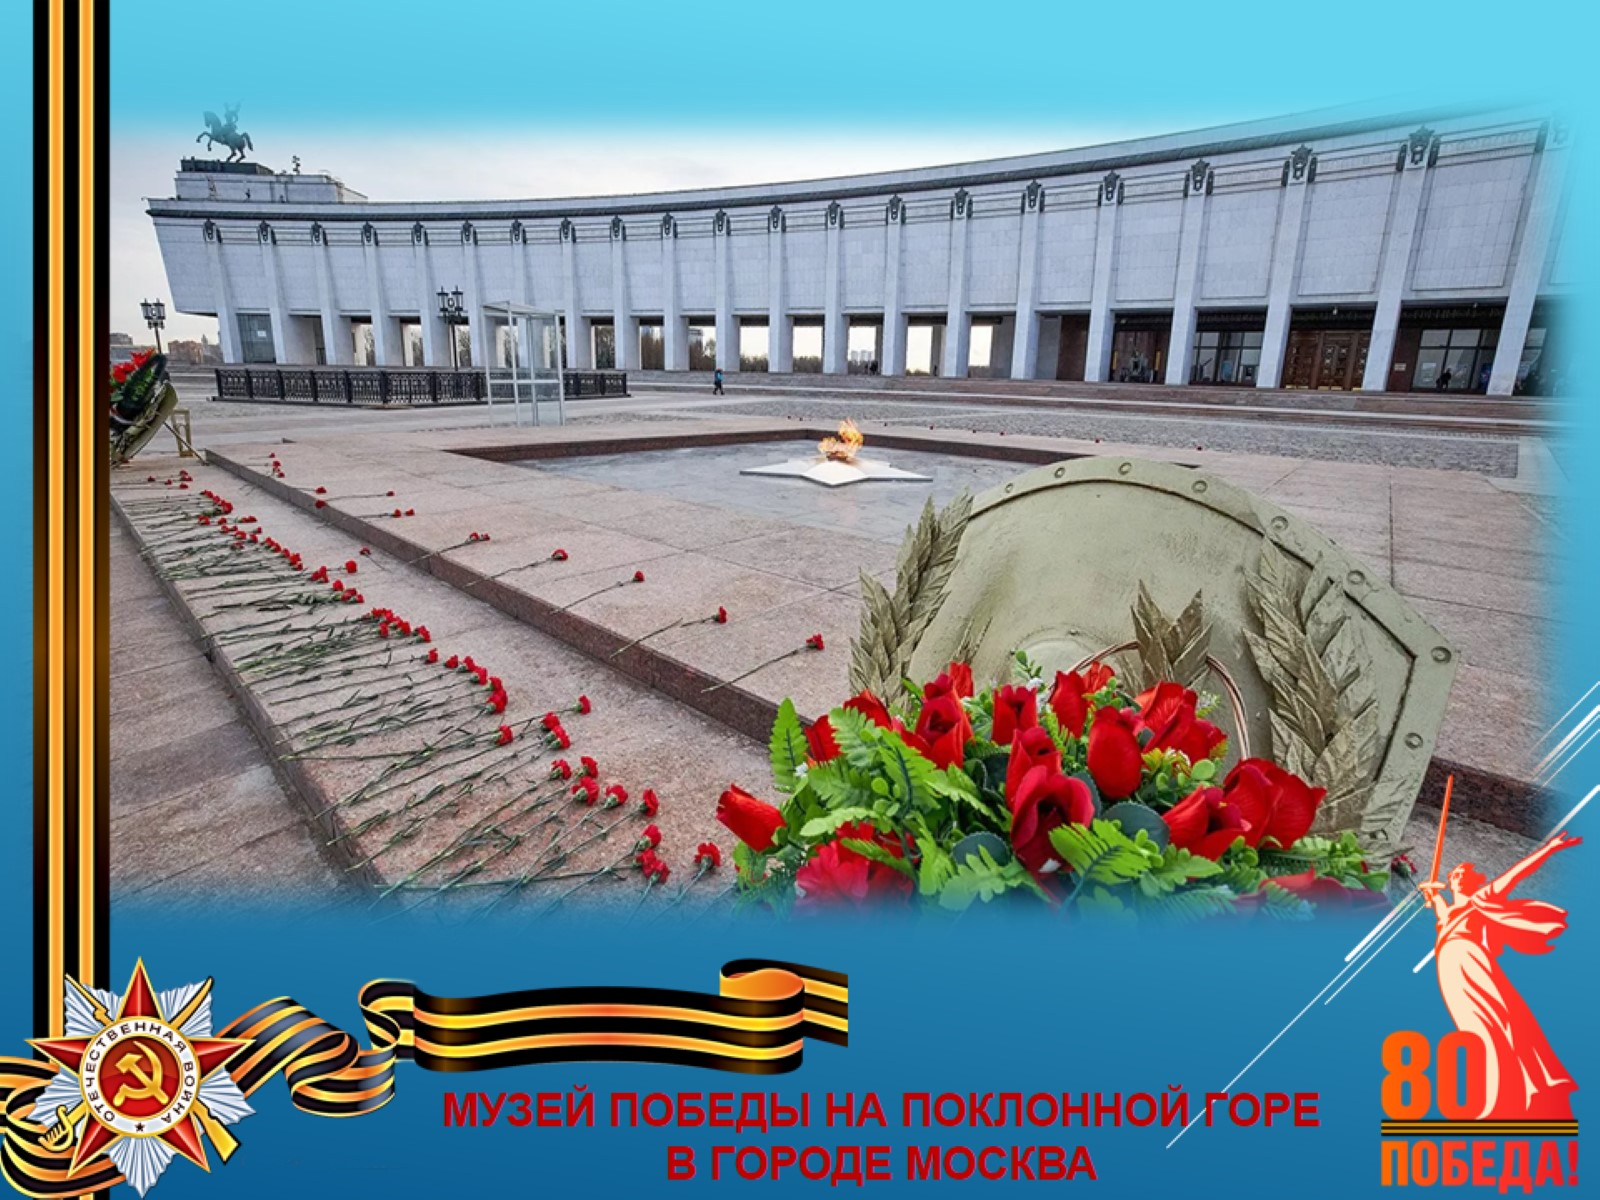 МУЗЕЙ ПОБЕДЫ НА ПОКЛОННОЙ ГОРЕ
В ГОРОДЕ МОСКВА
ОТЕЧЕСТВЕННАЯ ВОЙНА
80
ПОБЕДА!